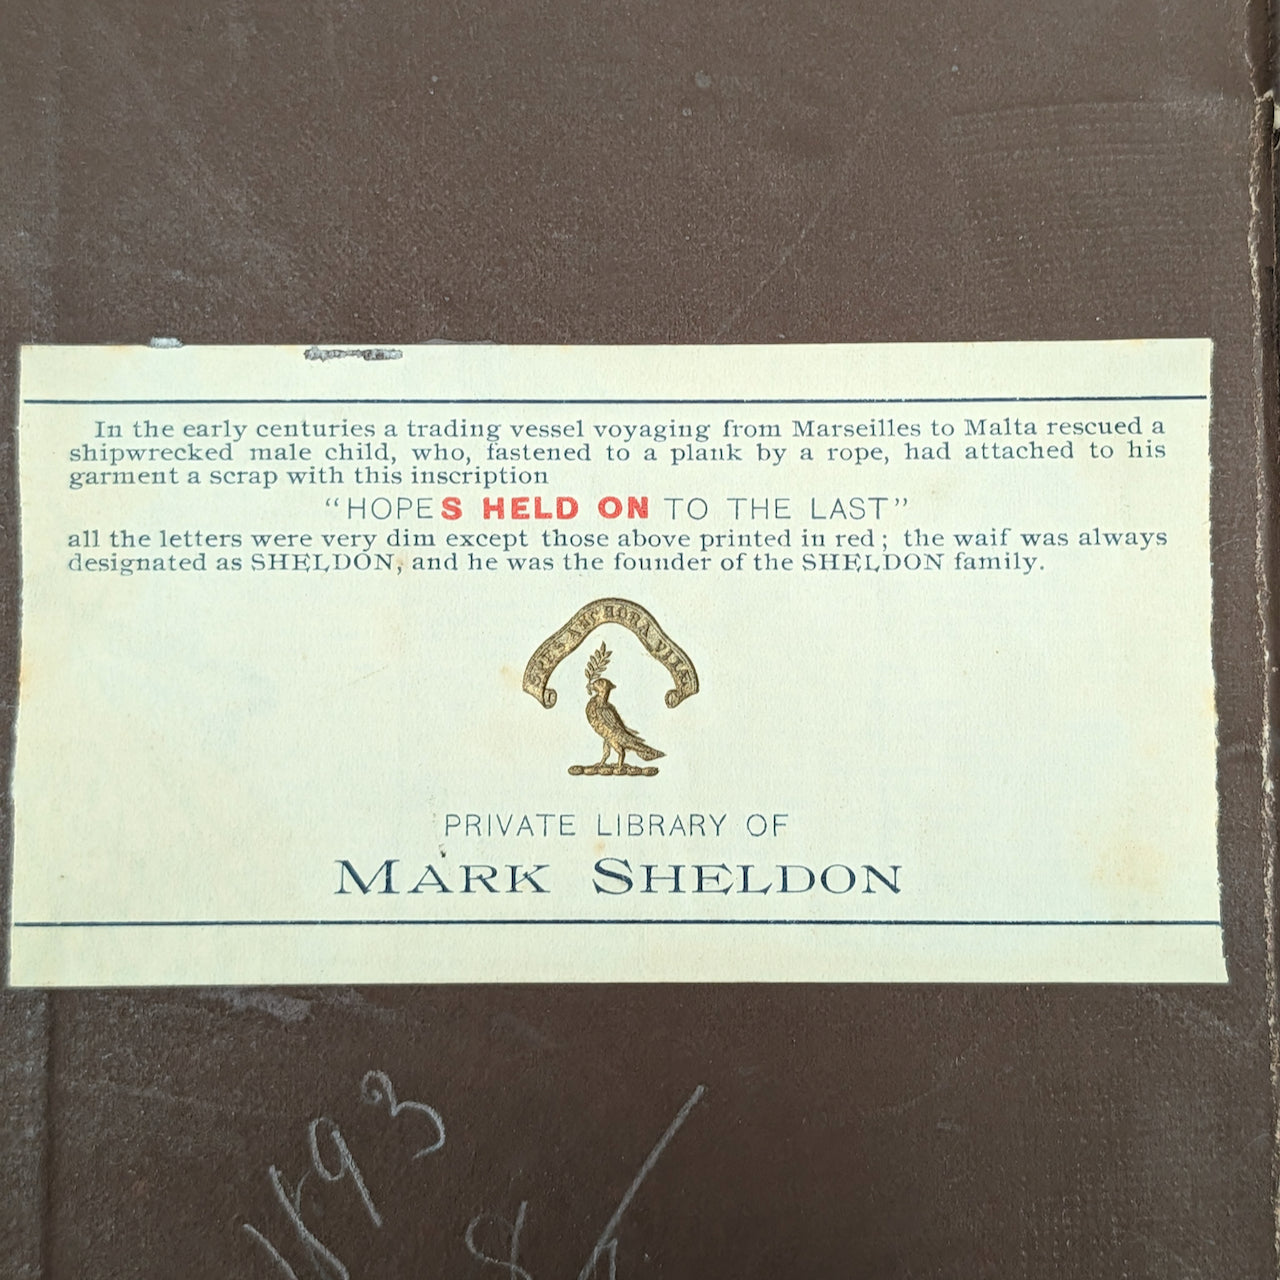 In the early centuries a trading vessel voyaging from Marseilles to Malta rescued a
shipwrecked male child, who, fastened to a plank by a rope, had attached to his
garment a scrap with this inscription
“HOPES HELD ON TO THE LAST”
all the letters were very dim except those above printed in red; the waif was always
designated as SHELDON, and he was the founder of the SHELDON family.
PRIVATE LIBRARY OF
MARK SHELDON